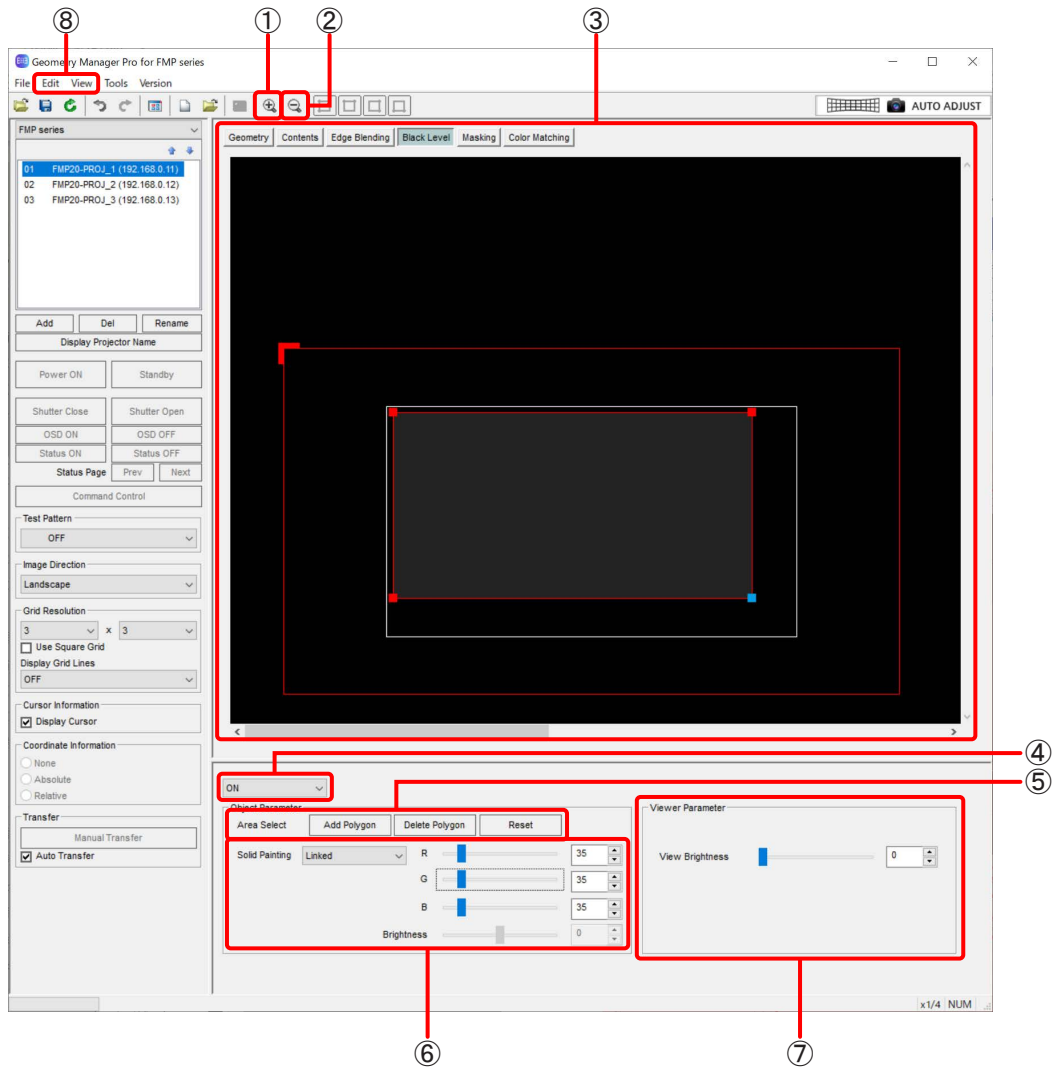 ⑧ ① ② ③
Geometry Manager Pro for FMP series
File Edit View Tools Version
AUTO ADJUST
FMP series
01 FMP20-PROJ_1 (192.168.0.11)
02 FMP20-PROJ_2 (192.168.0.12)
03 FMP20-PROJ_3 (192.168.0.13)
Add Del Rename
Display Projector Name
Power ON Standby
Shutter Close Shutter Open
OSD ON OSD OFF
Status ON Status OFF
Status Page Prev Next
Command Control
Test Pattern
OFF
Image Direction
Landscape
Grid Resolution
3 x 3
Use Square Grid
Display Grid Lines
OFF
Cursor Information
Display Cursor
Coordinate Information
None
Absolute
Relative
Transfer
Manual Transfer
Auto Transfer
Geometry Contents Edge Blending Black Level Masking Color Matching
④
ON
⑤
Object Parameter
Area Select Add Polygon Delete Polygon Reset
Solid Painting Linked R 35
G 35
B 35
Brightness 0
Viewer Parameter
View Brightness 0
x1/4 NUM
⑥ ⑦